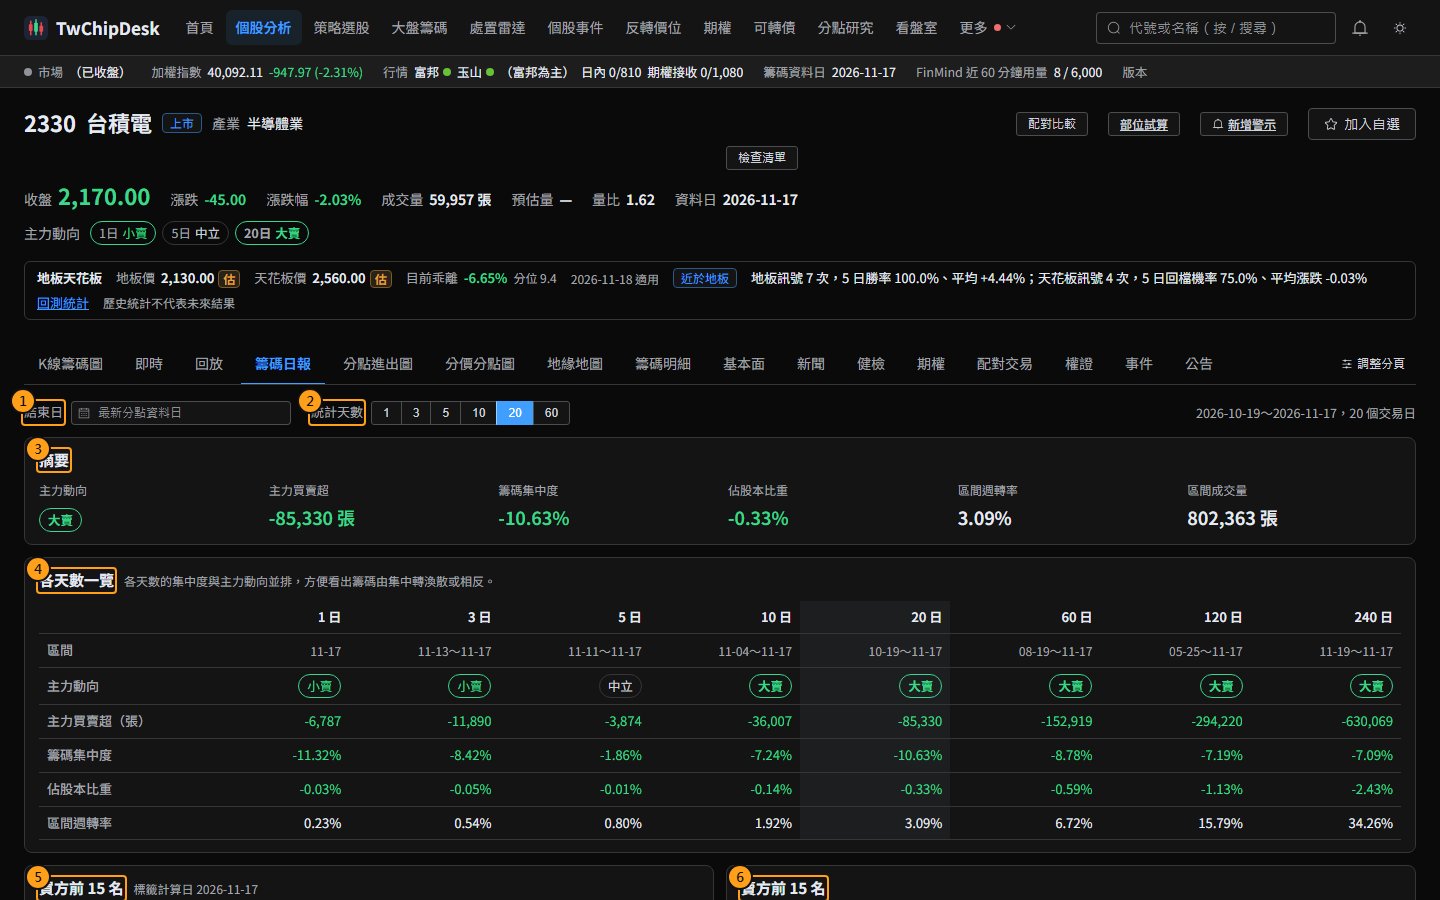 TwChipDesk 首頁 個股分析 策略選股 大盤籌碼 處置雷達 個股事件 反轉價位 期權 可轉債 分點研究 看盤室 更多 代號或名稱（按 / 搜尋）
市場 （已收盤） 加權指數 40,092.11 -947.97 (-2.31%) 行情 富邦 玉山 （富邦為主） 日內 0/810 期權接收 0/1,080 籌碼資料日 2026-11-17 FinMind 近 60 分鐘用量 8 / 6,000 版本
2330 台積電 上市 產業 半導體業 配對比較 部位試算 新增警示 加入自選
檢查清單
收盤 2,170.00 漲跌 -45.00 漲跌幅 -2.03% 成交量 59,957 張 預估量 — 量比 1.62 資料日 2026-11-17
主力動向 1日 小賣 5日 中立 20日 大賣
地板天花板 地板價 2,130.00 估 天花板價 2,560.00 估 目前乖離 -6.65% 分位 9.4 2026-11-18 適用 近於地板 地板訊號 7 次，5 日勝率 100.0%、平均 +4.44%；天花板訊號 4 次，5 日回檔機率 75.0%、平均漲跌 -0.03%
回測統計 歷史統計不代表未來結果
K線籌碼圖 即時 回放 籌碼日報 分點進出圖 分價分點圖 地緣地圖 籌碼明細 基本面 新聞 健檢 期權 配對交易 權證 事件 公告 調整分頁
1 結束日 最新分點資料日 2 統計天數 1 3 5 10 20 60 2026-10-19～2026-11-17，20 個交易日
3 摘要
主力動向 主力買賣超 籌碼集中度 佔股本比重 區間週轉率 區間成交量
大賣 -85,330 張 -10.63% -0.33% 3.09% 802,363 張
4 各天數一覽 各天數的集中度與主力動向並排，方便看出籌碼由集中轉渙散或相反。
1 日 3 日 5 日 10 日 20 日 60 日 120 日 240 日
區間 11-17 11-13～11-17 11-11～11-17 11-04～11-17 10-19～11-17 08-19～11-17 05-25～11-17 11-19～11-17
主力動向 小賣 小賣 中立 大賣 大賣 大賣 大賣 大賣
主力買賣超（張） -6,787 -11,890 -3,874 -36,007 -85,330 -152,919 -294,220 -630,069
籌碼集中度 -11.32% -8.42% -1.86% -7.24% -10.63% -8.78% -7.19% -7.09%
佔股本比重 -0.03% -0.05% -0.01% -0.14% -0.33% -0.59% -1.13% -2.43%
區間週轉率 0.23% 0.54% 0.80% 1.92% 3.09% 6.72% 15.79% 34.26%
5 方前 15 名 標籤計算日 2026-11-17 6 方前 15 名